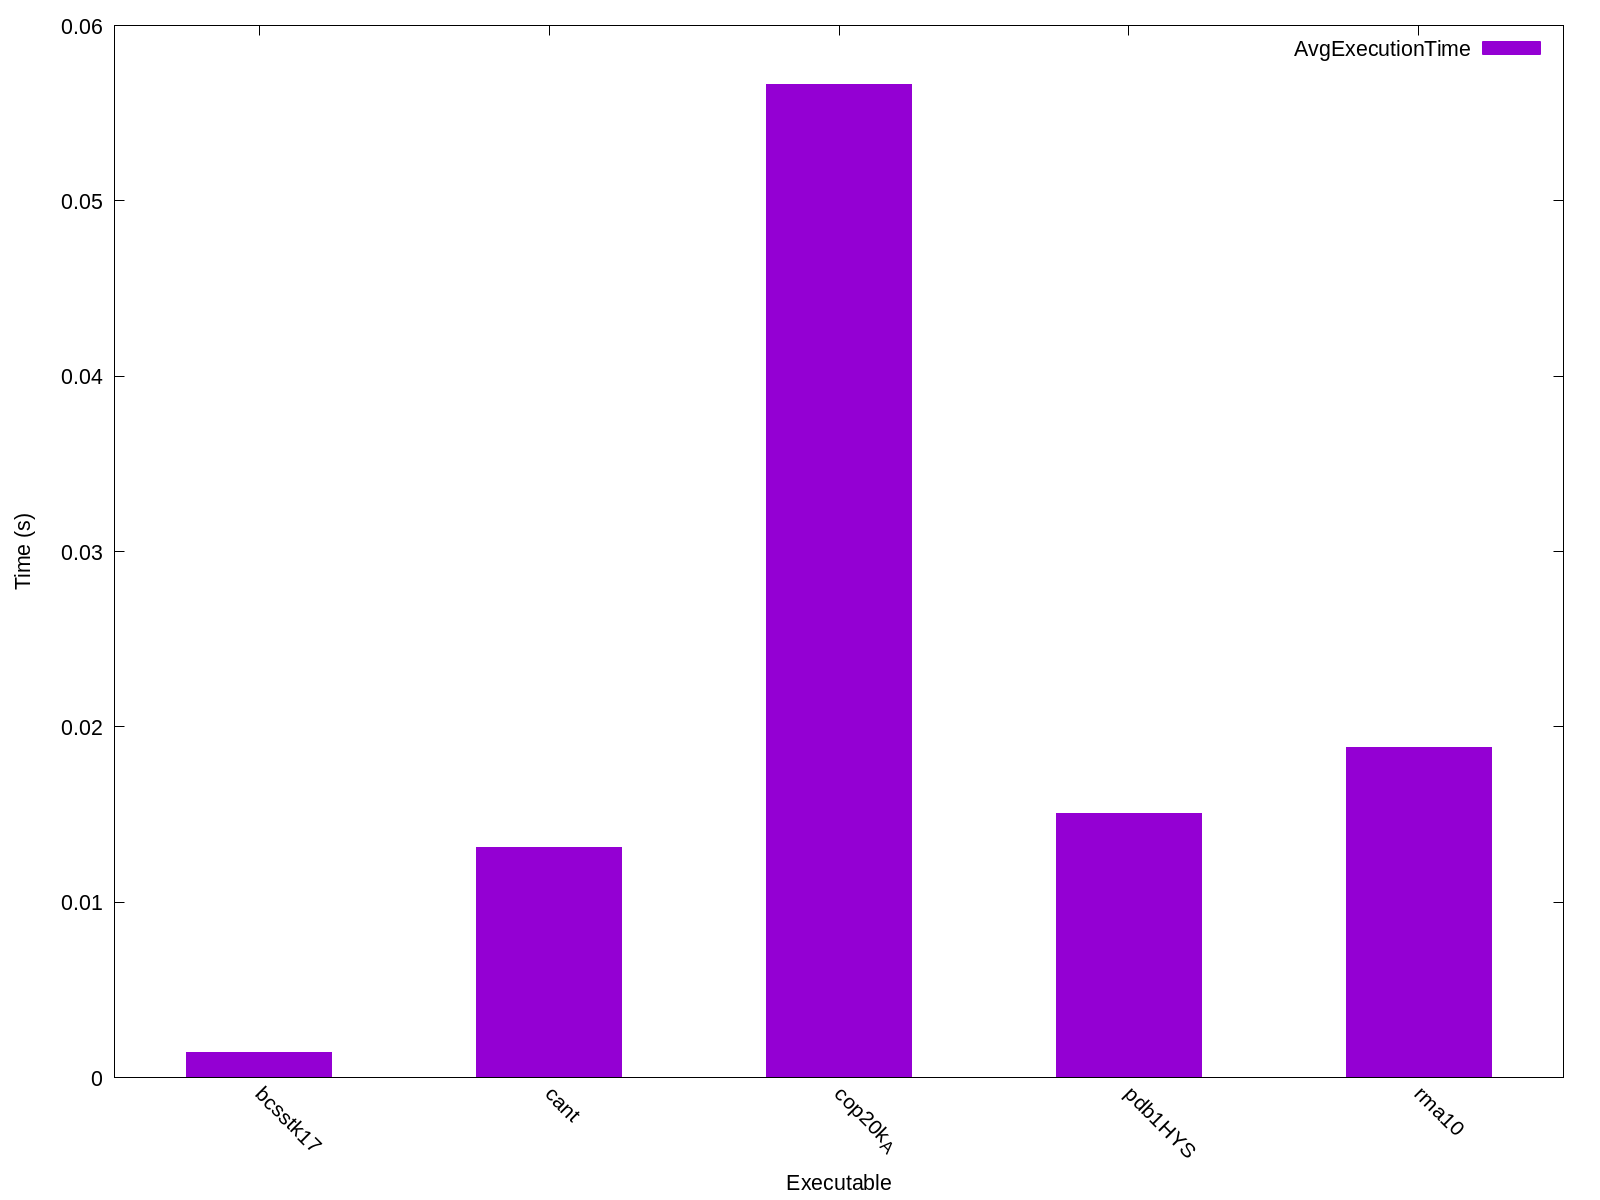 0.06
AvgExecutionTime
0.05
0.04
0.03
0.02
0.01
0
Time (s)
bcsstk17
cant
cop20kA
pdb1HYS
rma10
Executable